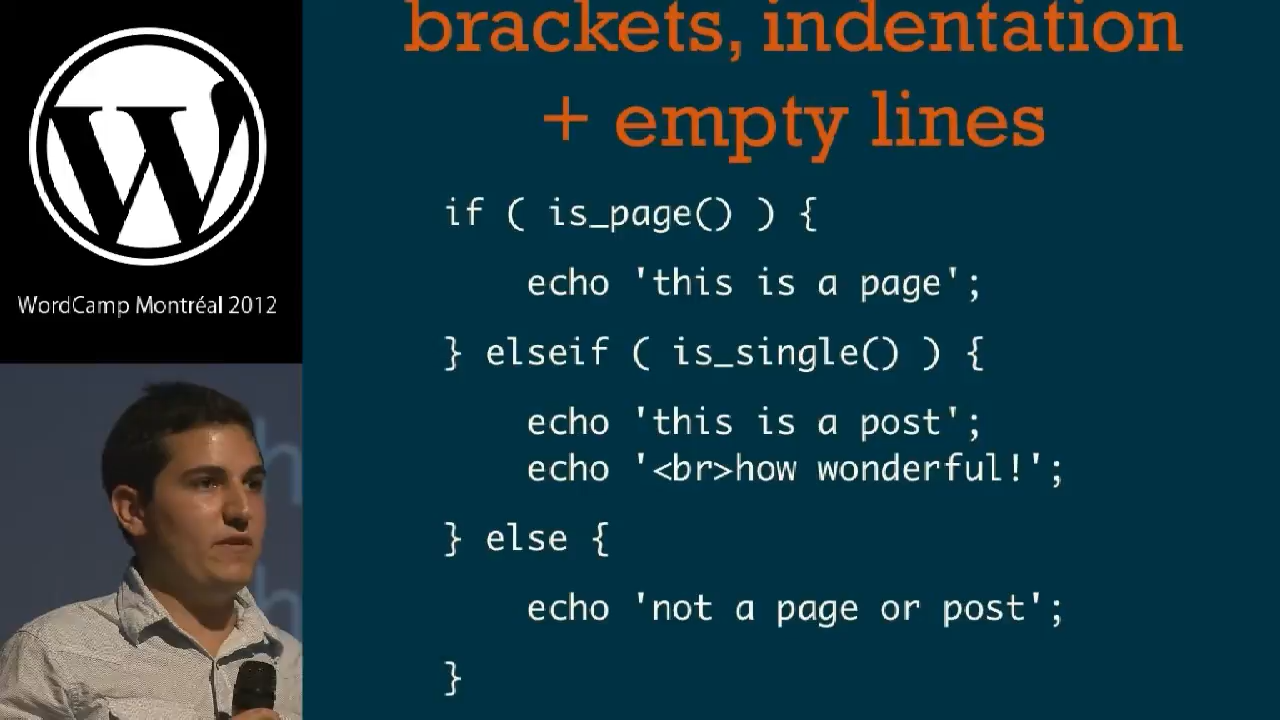 WordCamp Montréal 2012
brackets, indentation
+ empty lines
if ( is_page() ) {
echo 'this is a page';
} elseif ( is_single() ) {
echo 'this is a post';
echo '<br>how wonderful!';
} else {
echo 'not a page or post';
}